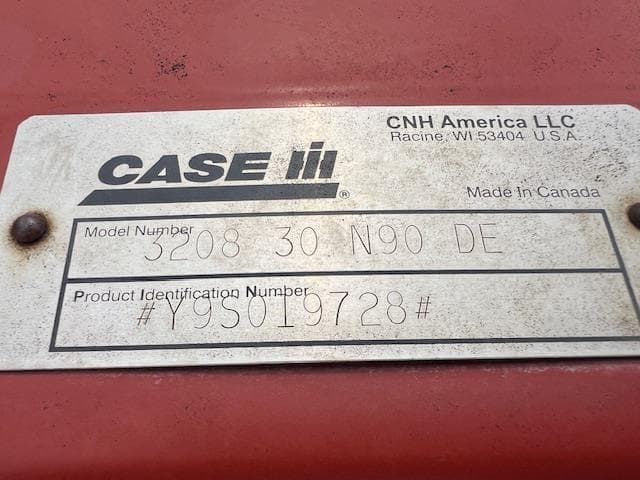 CNH America LLC
Racine, WI 53404 U.S.A.
CASE IH ®
Made In Canada
Model Number
3208 30 N90 DE
Product Identification Number
#Y9S019728#